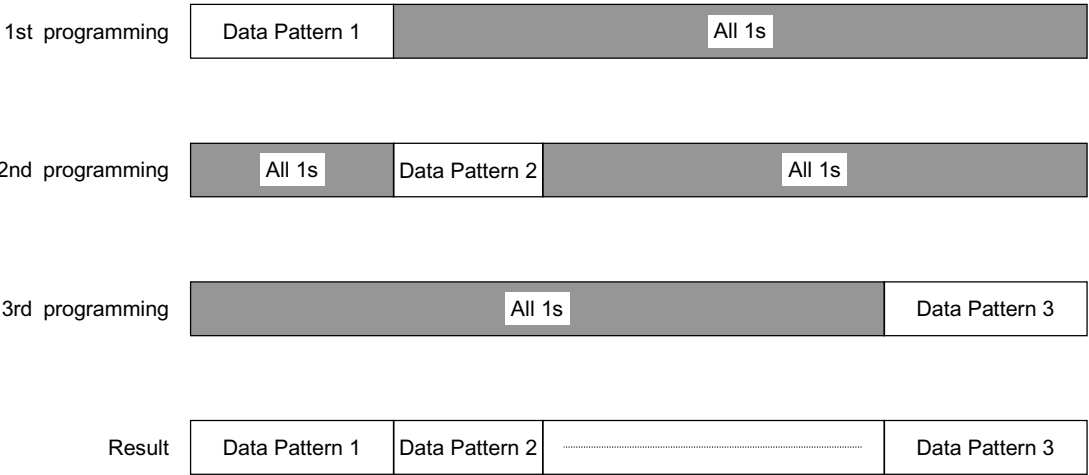 1st programming Data Pattern 1 All 1s
2nd programming All 1s Data Pattern 2 All 1s
3rd programming All 1s Data Pattern 3
Result Data Pattern 1 Data Pattern 2 Data Pattern 3